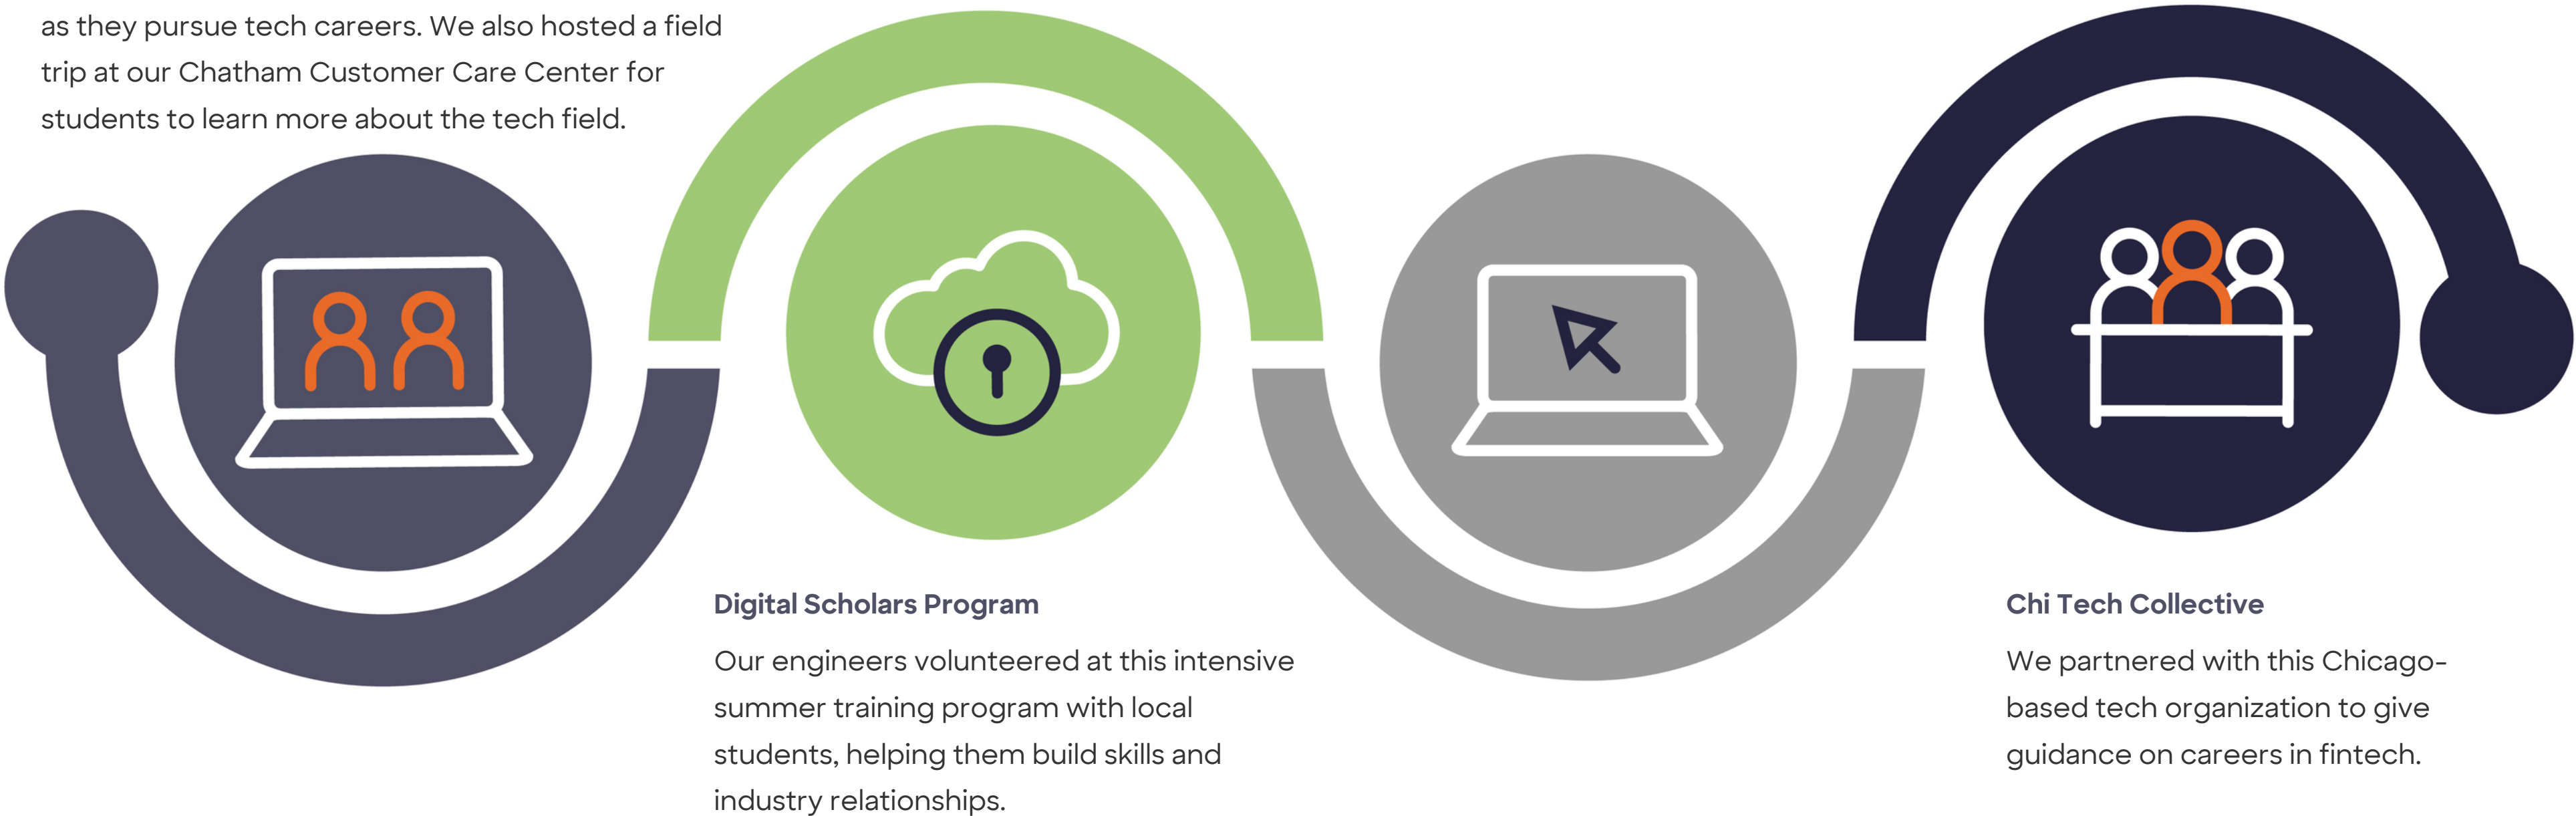 as they pursue tech careers. We also hosted a field
trip at our Chatham Customer Care Center for
students to learn more about the tech field.
Digital Scholars Program
Our engineers volunteered at this intensive
summer training program with local
students, helping them build skills and
industry relationships.
Chi Tech Collective
We partnered with this Chicago-
based tech organization to give
guidance on careers in fintech.